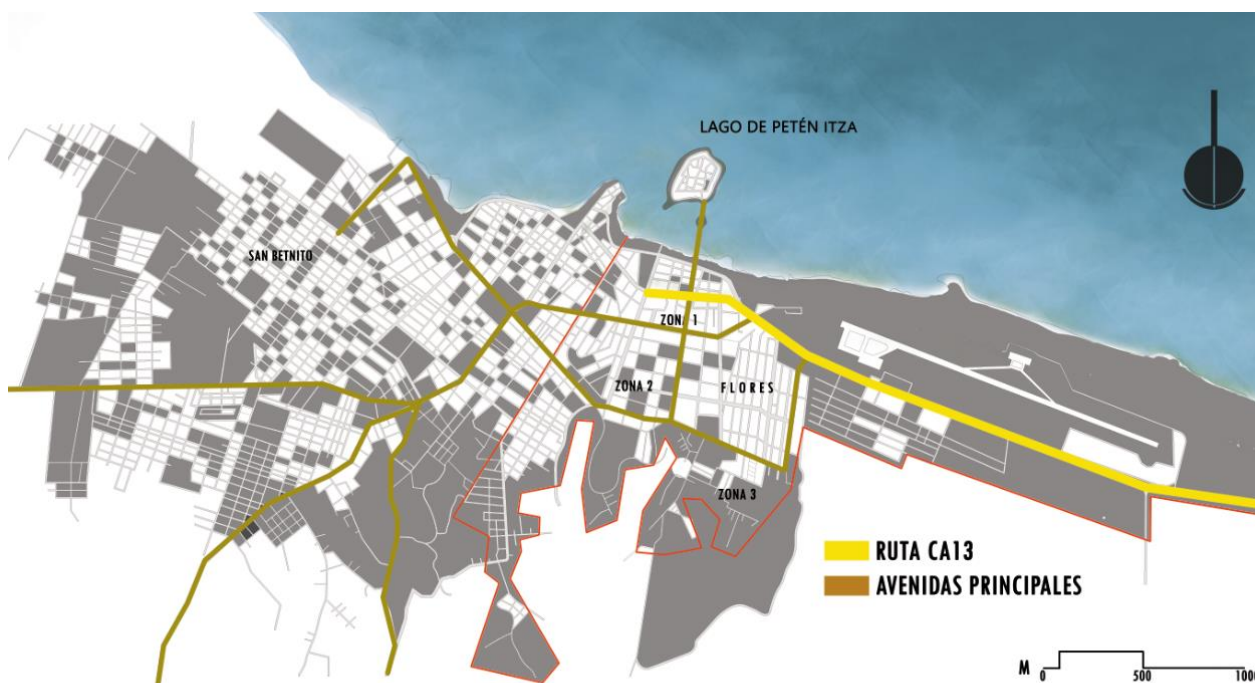 LAGO DE PETÉN ITZA
SAN BETNITO
ZONA 1
ZONA 2
FLORES
ZONA 3
RUTA CA13
AVENIDAS PRINCIPALES
M 0 500 100